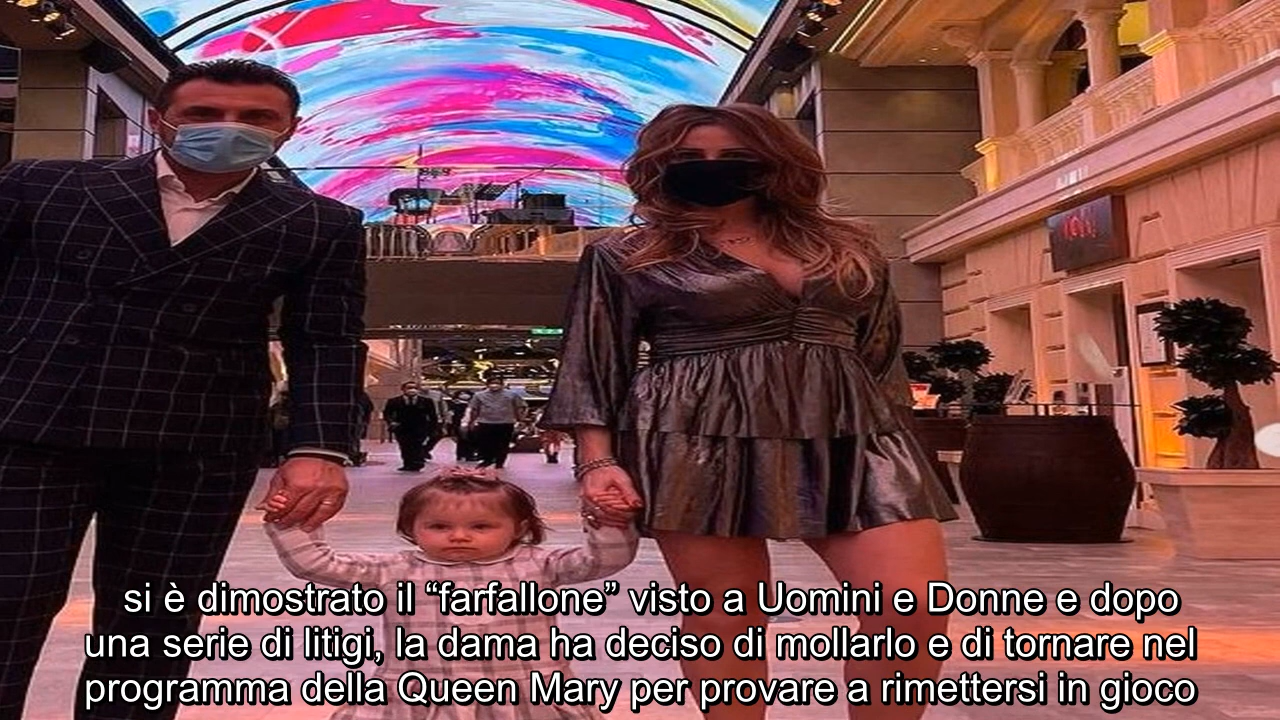 si è dimostrato il “farfallone” visto a Uomini e Donne e dopo
una serie di litigi, la dama ha deciso di mollarlo e di tornare nel
programma della Queen Mary per provare a rimettersi in gioco